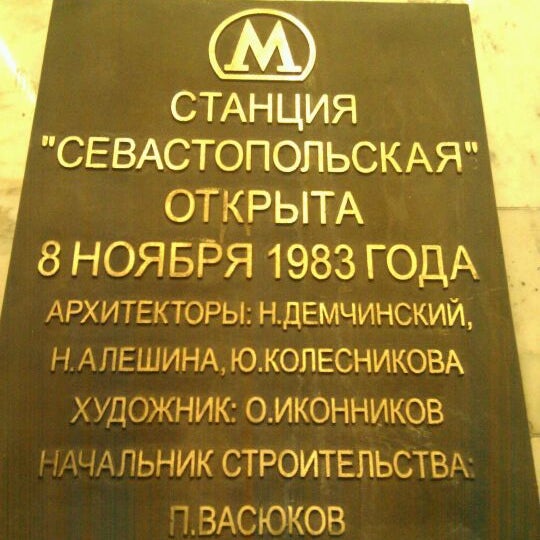 М
СТАНЦИЯ
"СЕВАСТОПОЛЬСКАЯ"
ОТКРЫТА
8 НОЯБРЯ 1983 ГОДА
АРХИТЕКТОРЫ: Н.ДЕМЧИНСКИЙ,
Н.АЛЕШИНА, Ю.КОЛЕСНИКОВА
ХУДОЖНИК: О.ИКОННИКОВ
НАЧАЛЬНИК СТРОИТЕЛЬСТВА:
П.ВАСЮКОВ